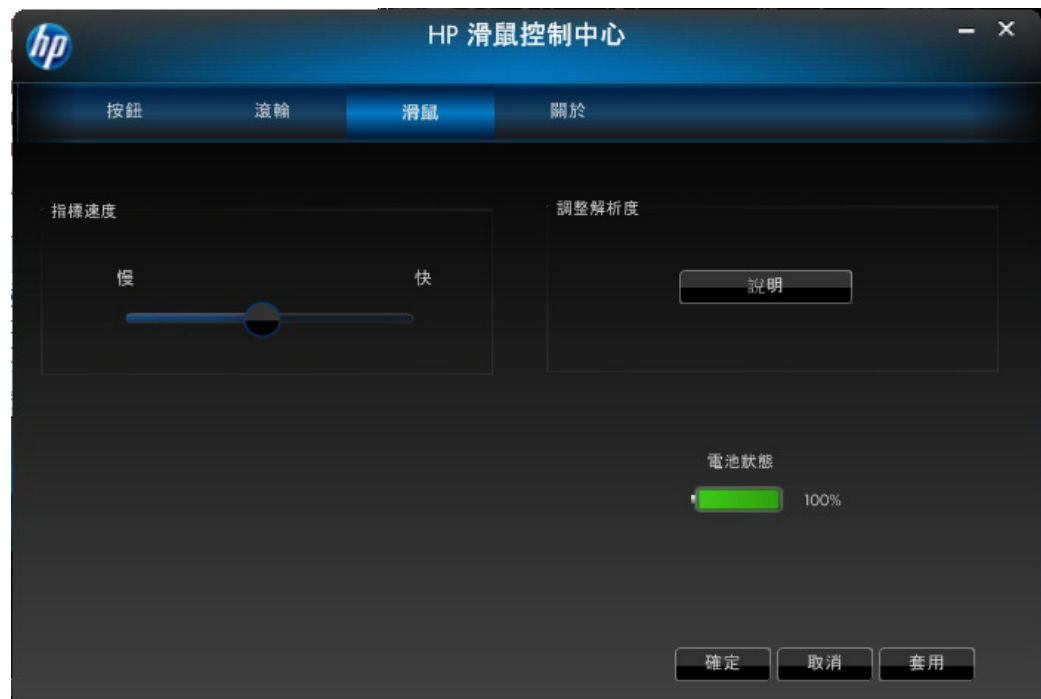 hp
HP 滑鼠控制中心
按鈕 滾輪 滑鼠 關於
指標速度
慢 快
調整解析度
說明
電池狀態
100%
確定 取消 套用